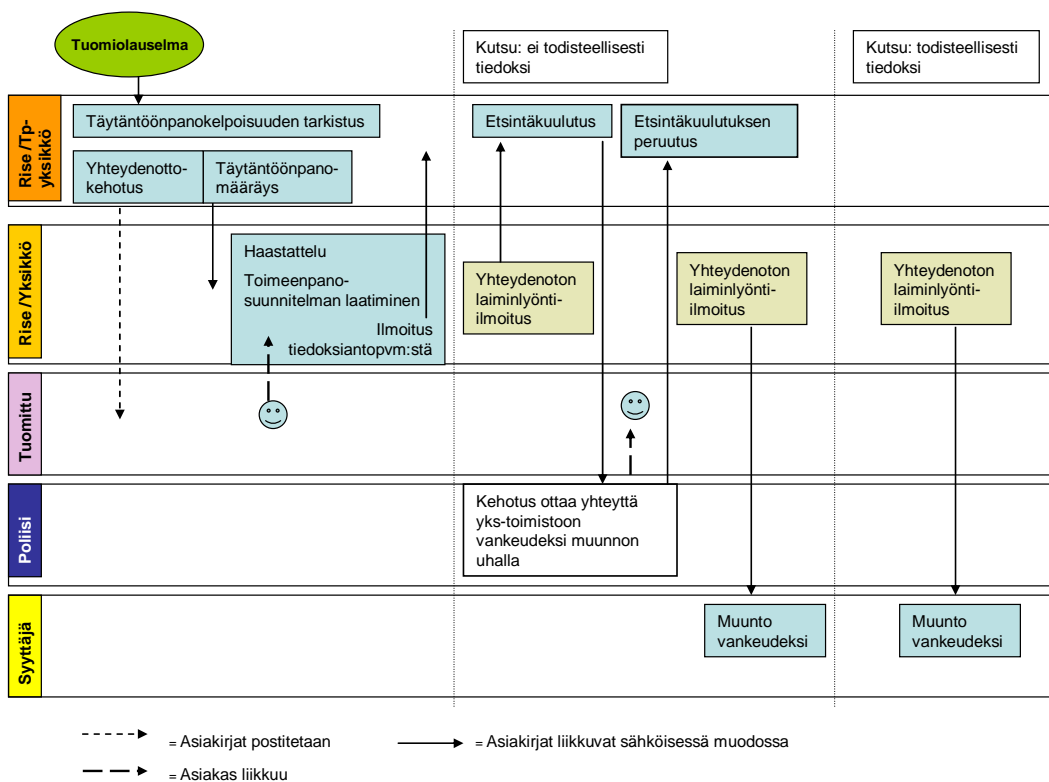 Tuomiolauselma
Kutsu: ei todisteellisesti
tiedoksi
Kutsu: todisteellisesti
tiedoksi
Rise /Tp-
yksikkö
Täytäntöönpanokelpoisuuden tarkistus
Etsintäkuulutus
Etsintäkuulutuksen
peruutus
Yhteydenotto-
kehotus
Täytäntöönpano-
määräys
Rise /Yksikkö
Haastattelu
Toimeenpano-
suunnitelman laatiminen
Ilmoitus
tiedoksiantopvm:stä
Yhteydenoton
laiminlyönti-
ilmoitus
Yhteydenoton
laiminlyönti-
ilmoitus
Yhteydenoton
laiminlyönti-
ilmoitus
Tuomittu
Poliisi
Kehotus ottaa yhteyttä
yks-toimistoon
vankeudeksi muunnon
uhalla
Syyttäjä
Muunto
vankeudeksi
Muunto
vankeudeksi
= Asiakirjat postitetaan
= Asiakirjat liikkuvat sähköisessä muodossa
= Asiakas liikkuu